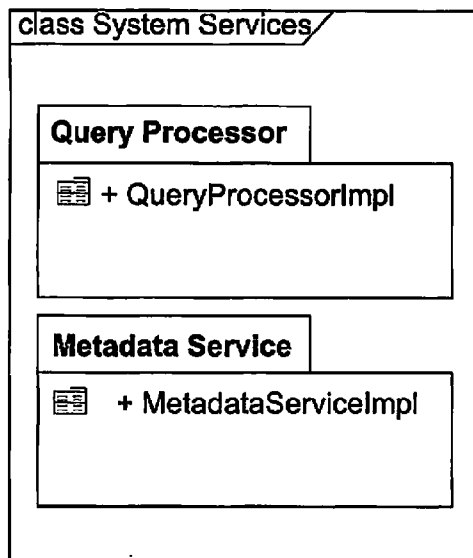 class System Services
Query Processor
+ QueryProcessorImpl
Metadata Service
+ MetadataServiceImpl